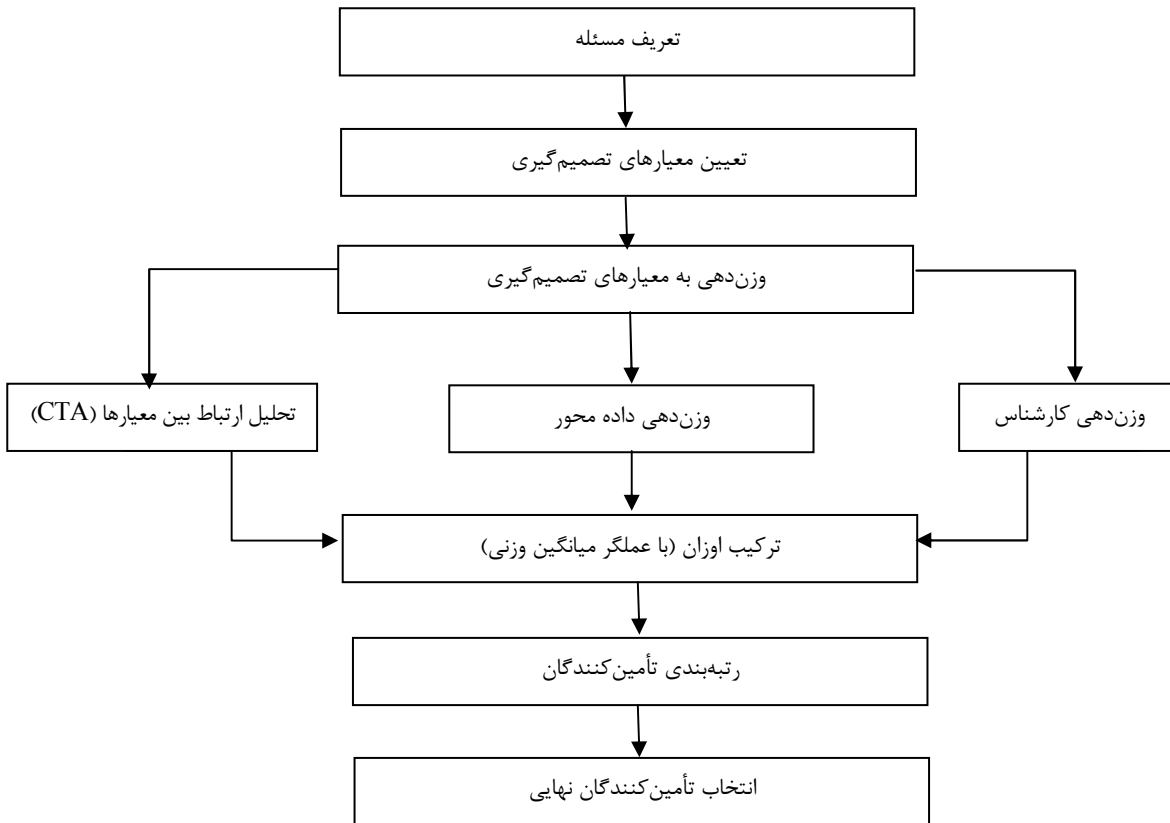 تعریف مسئله
تعیین معیارهای تصمیم‌گیری
وزن‌دهی به معیارهای تصمیم‌گیری
وزن‌دهی کارشناس
وزن‌دهی داده محور
تحلیل ارتباط بین معیارها (CTA)
ترکیب اوزان (با عملگر میانگین وزنی)
رتبه‌بندی تأمین‌کنندگان
انتخاب تأمین‌کنندگان نهایی